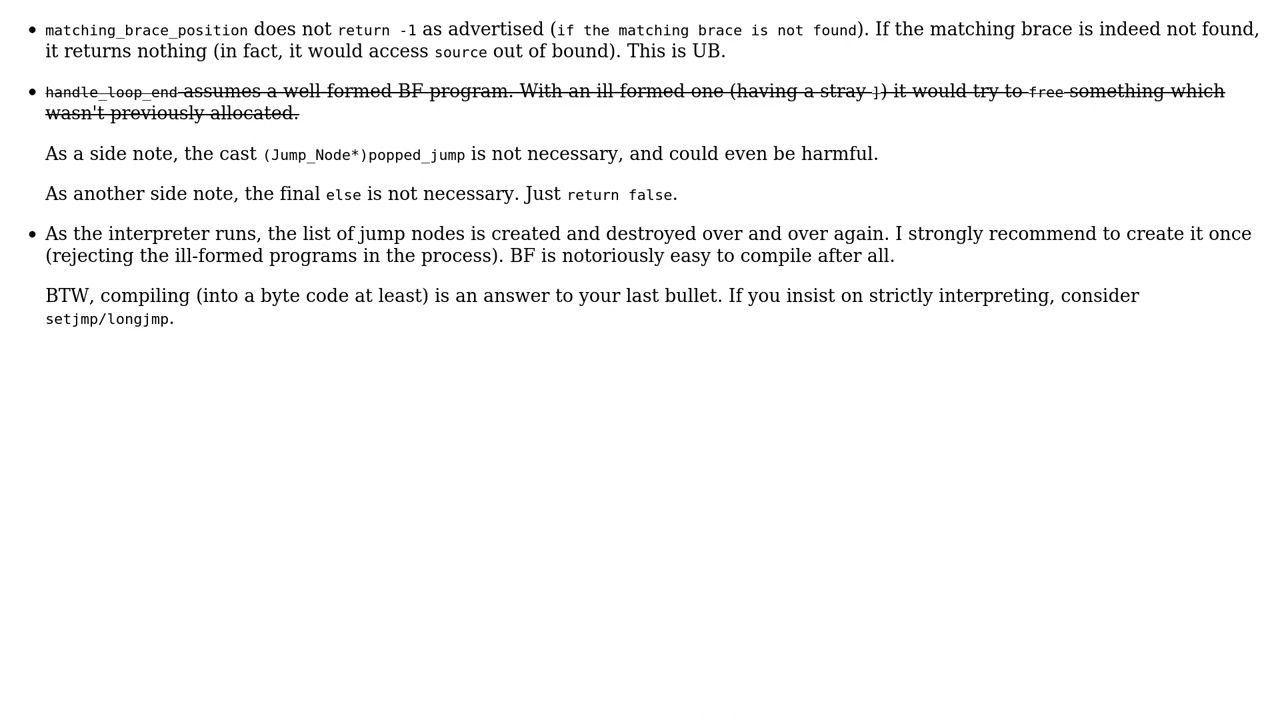 • matching_brace_position does not return -1 as advertised (if the matching brace is not found). If the matching brace is indeed not found,
it returns nothing (in fact, it would access source out of bound). This is UB.
• handle_loop_end assumes a well formed BF program. With an ill formed one (having a stray ]) it would try to free something which
wasn't previously allocated.
As a side note, the cast (Jump_Node*)popped_jump is not necessary, and could even be harmful.
As another side note, the final else is not necessary. Just return false.
• As the interpreter runs, the list of jump nodes is created and destroyed over and over again. I strongly recommend to create it once
(rejecting the ill-formed programs in the process). BF is notoriously easy to compile after all.
BTW, compiling (into a byte code at least) is an answer to your last bullet. If you insist on strictly interpreting, consider
setjmp/longjmp.